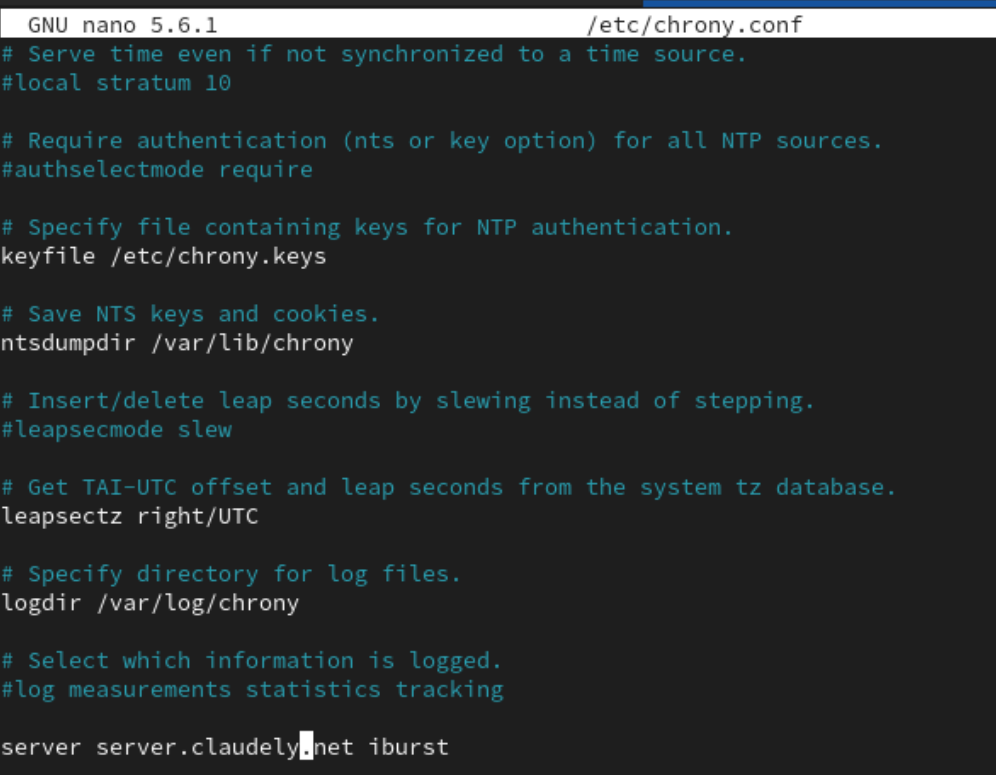 GNU nano 5.6.1 /etc/chrony.conf
# Serve time even if not synchronized to a time source.
#local stratum 10
# Require authentication (nts or key option) for all NTP sources.
#authselectmode require
# Specify file containing keys for NTP authentication.
keyfile /etc/chrony.keys
# Save NTS keys and cookies.
ntsdumpdir /var/lib/chrony
# Insert/delete leap seconds by slewing instead of stepping.
#leapsecmode slew
# Get TAI-UTC offset and leap seconds from the system tz database.
leapsectz right/UTC
# Specify directory for log files.
logdir /var/log/chrony
# Select which information is logged.
#log measurements statistics tracking
server server.claudely.net iburst